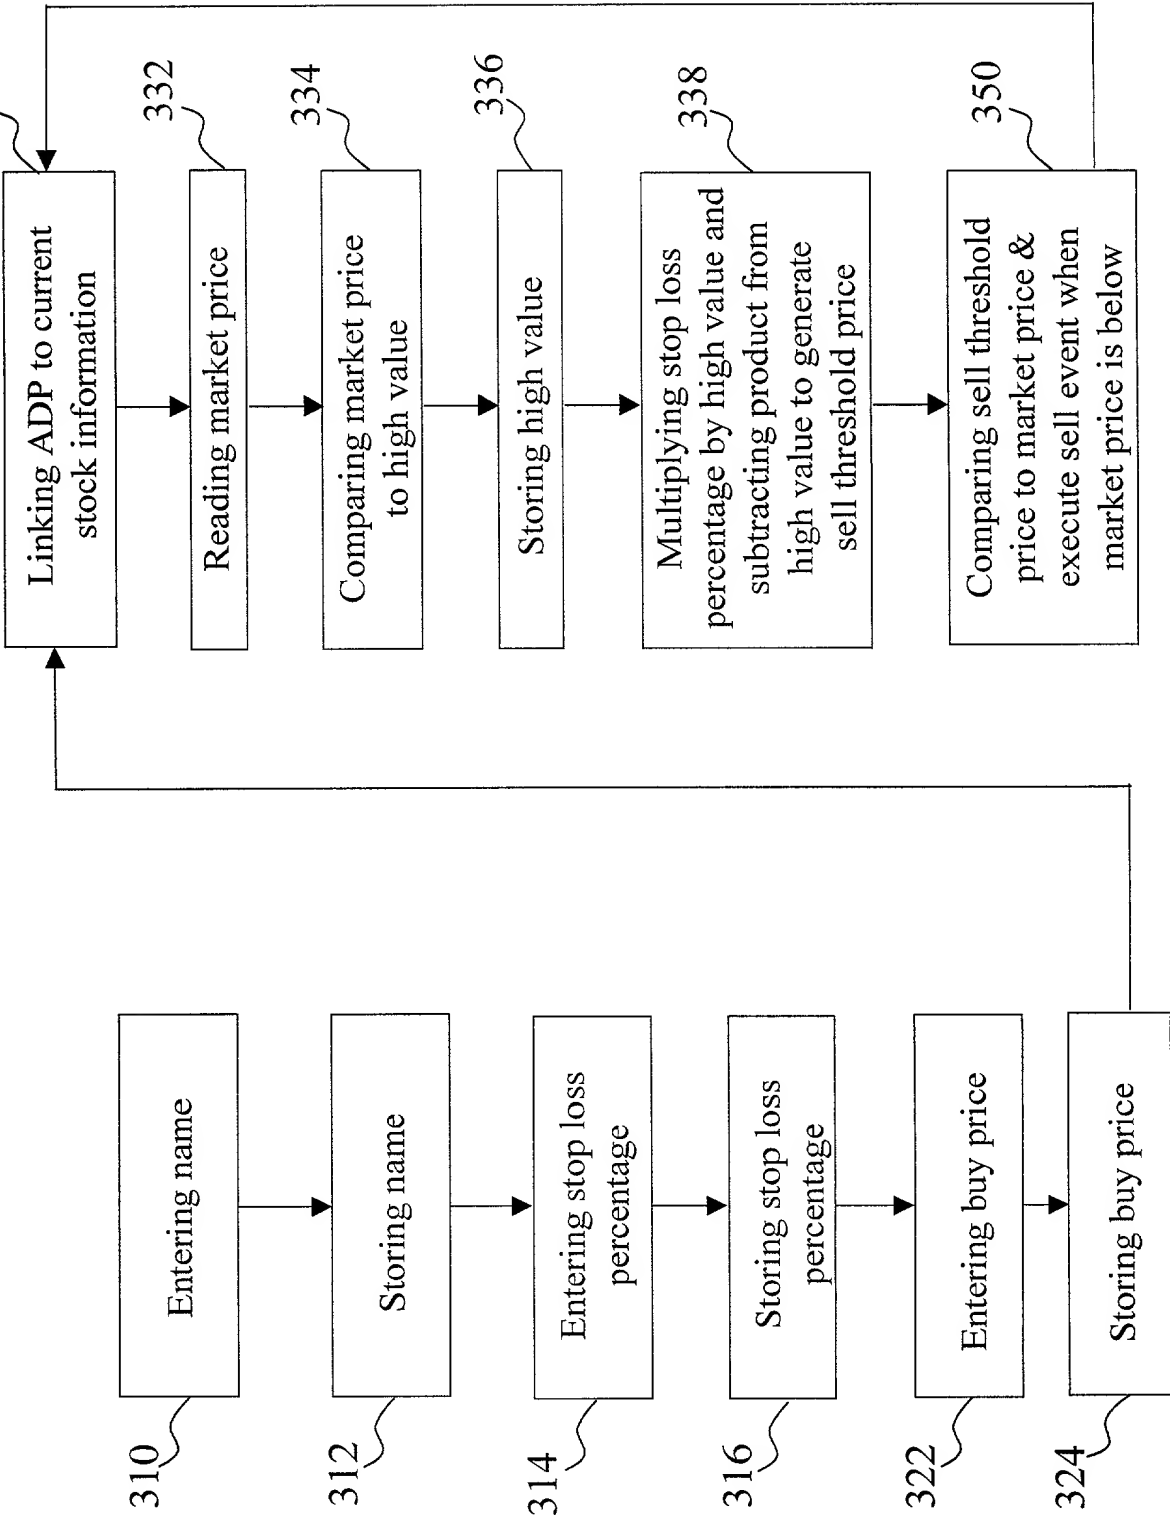 310
Entering name
312
Storing name
314
Entering stop loss
percentage
316
Storing stop loss
percentage
322
Entering buy price
324
Storing buy price
Linking ADP to current
stock information
332
Reading market price
334
Comparing market price
to high value
336
Storing high value
338
Multiplying stop loss
percentage by high value and
subtracting product from
high value to generate
sell threshold price
350
Comparing sell threshold
price to market price &
execute sell event when
market price is below